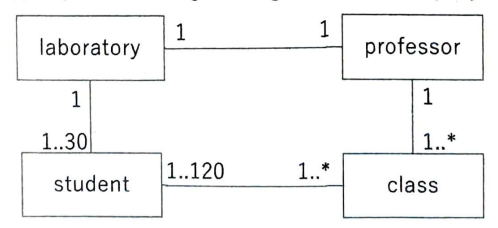 laboratory 1 1 professor
1 1
1..30 1..*
student 1..120 1..* class